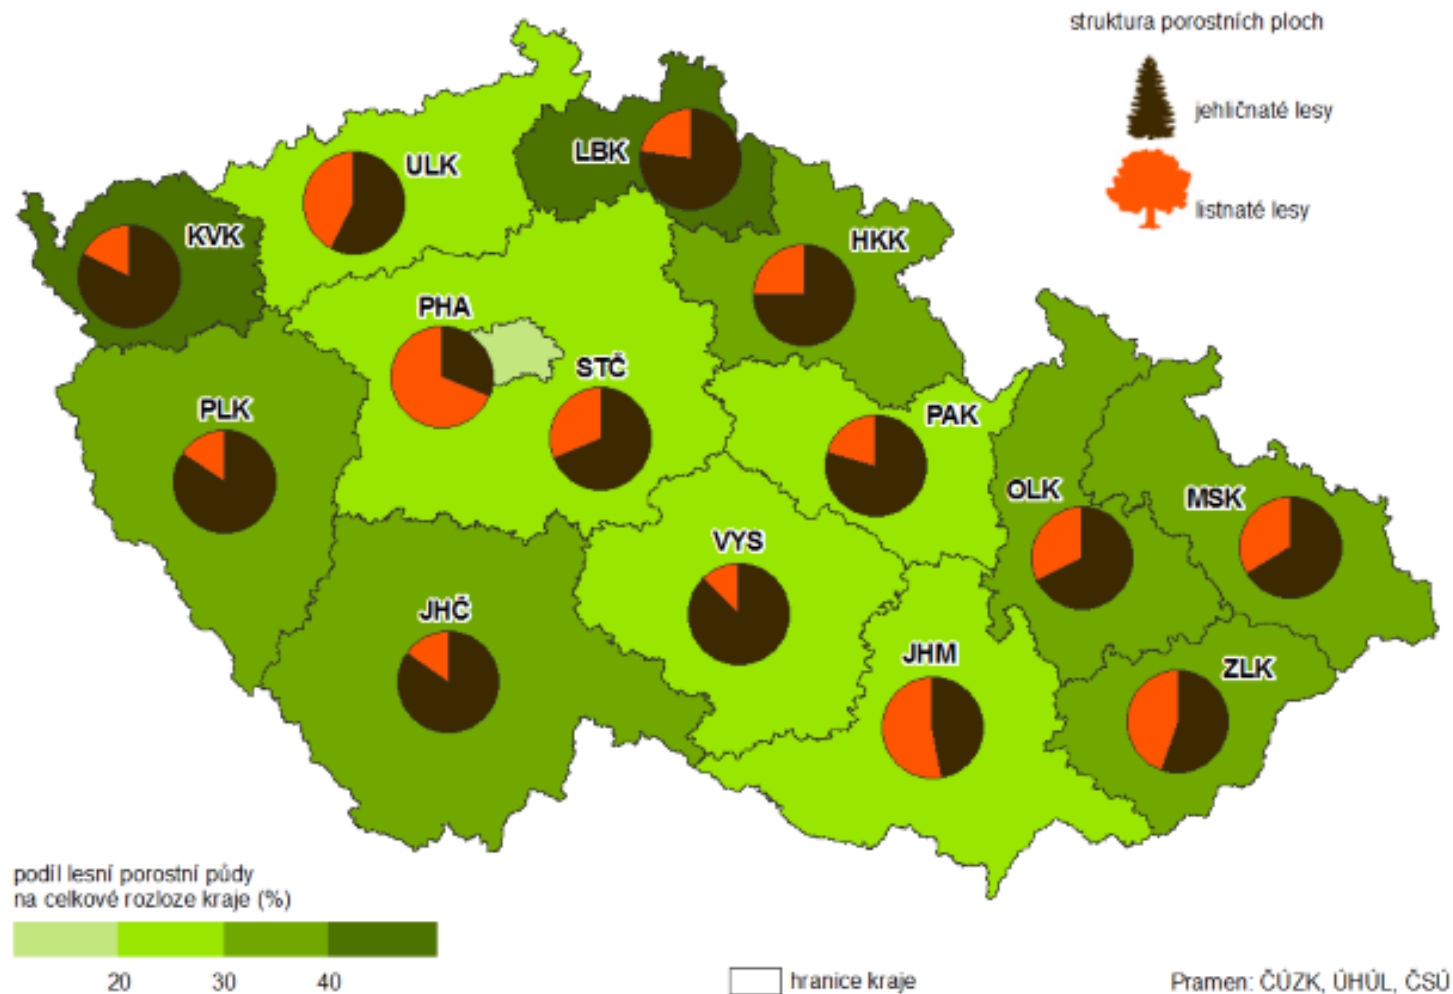 struktura porostních ploch
jehličnaté lesy
listnaté lesy
ULK
LBK
KVK
HKK
PHA
STČ
PLK
PAK
OLK
MSK
VYS
JHČ
JHM
ZLK
podíl lesní porostní půdy
na celkové rozloze kraje (%)
20 30 40
hranice kraje
Pramen: ČÚZK, ÚHÚL, ČSÚ